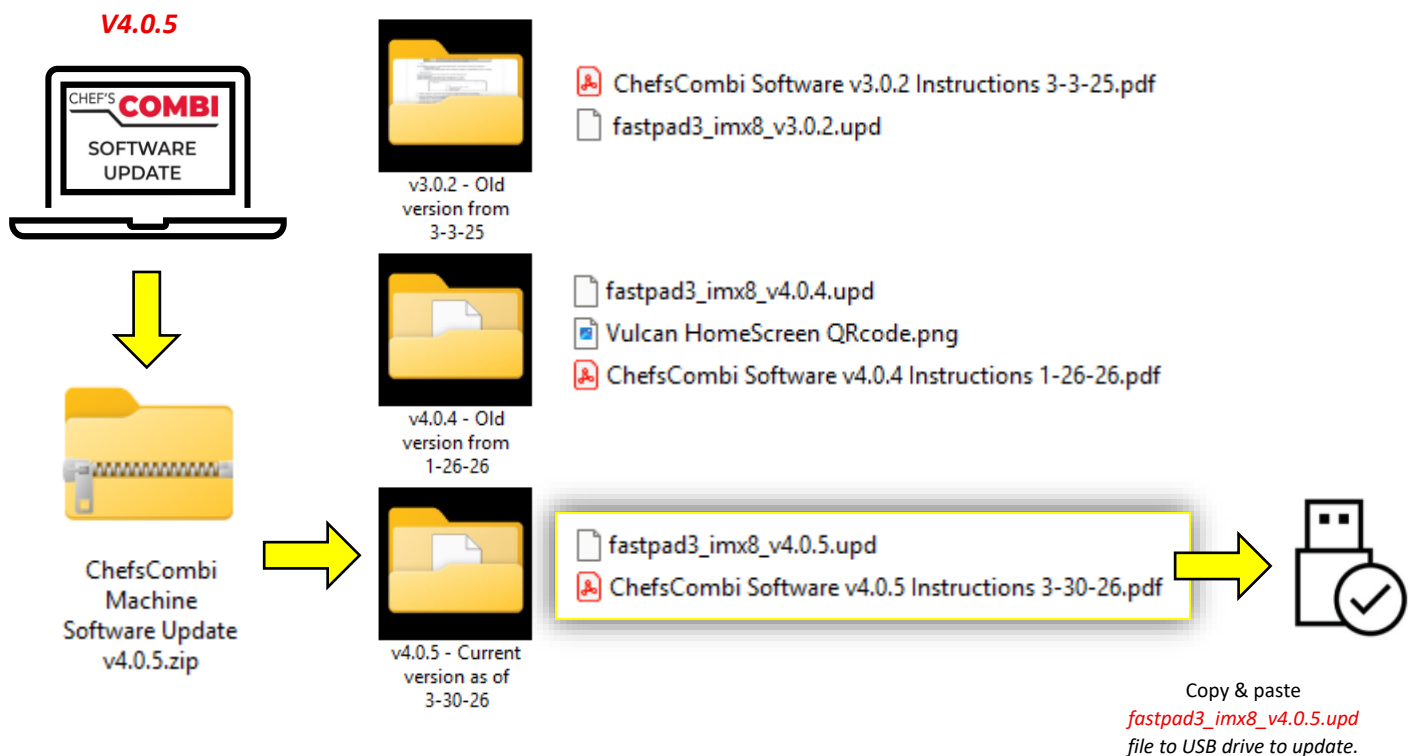 V4.0.5
CHEF'S COMBI
SOFTWARE
UPDATE
v3.0.2 - Old
version from
3-3-25
ChefsCombi Software v3.0.2 Instructions 3-3-25.pdf
fastpad3_imx8_v3.0.2.upd
v4.0.4 - Old
version from
1-26-26
fastpad3_imx8_v4.0.4.upd
Vulcan HomeScreen QRcode.png
ChefsCombi Software v4.0.4 Instructions 1-26-26.pdf
ChefsCombi
Machine
Software Update
v4.0.5.zip
v4.0.5 - Current
version as of
3-30-26
fastpad3_imx8_v4.0.5.upd
ChefsCombi Software v4.0.5 Instructions 3-30-26.pdf
Copy & paste
fastpad3_imx8_v4.0.5.upd
file to USB drive to update.